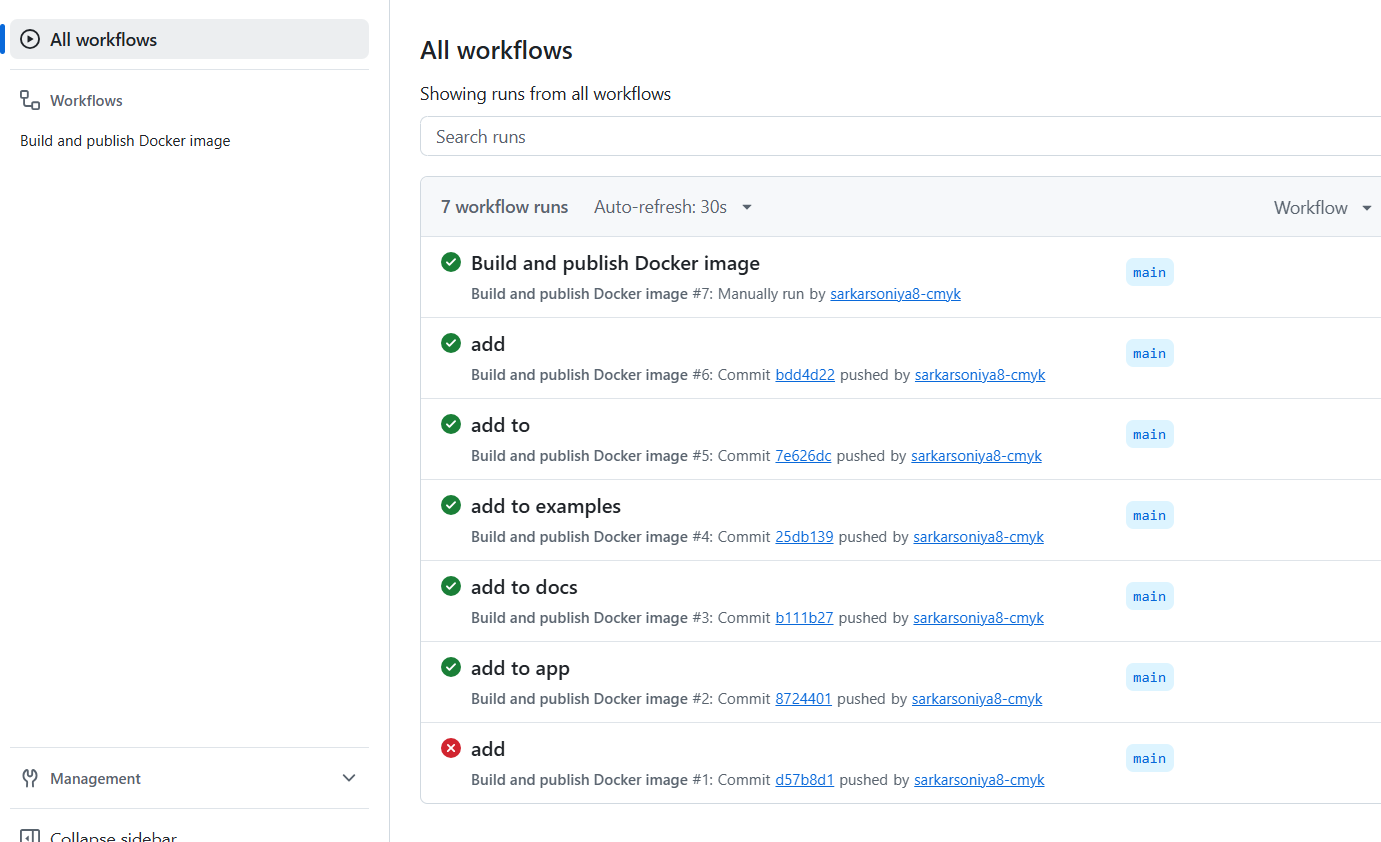 All workflows
Workflows
Build and publish Docker image
Management
Collapse sidebar
All workflows
Showing runs from all workflows
Search runs
7 workflow runs Auto-refresh: 30s Workflow
Build and publish Docker image main
Build and publish Docker image #7: Manually run by sarkarsoniya8-cmyk
add main
Build and publish Docker image #6: Commit bdd4d22 pushed by sarkarsoniya8-cmyk
add to main
Build and publish Docker image #5: Commit 7e626dc pushed by sarkarsoniya8-cmyk
add to examples main
Build and publish Docker image #4: Commit 25db139 pushed by sarkarsoniya8-cmyk
add to docs main
Build and publish Docker image #3: Commit b111b27 pushed by sarkarsoniya8-cmyk
add to app main
Build and publish Docker image #2: Commit 8724401 pushed by sarkarsoniya8-cmyk
add main
Build and publish Docker image #1: Commit d57b8d1 pushed by sarkarsoniya8-cmyk